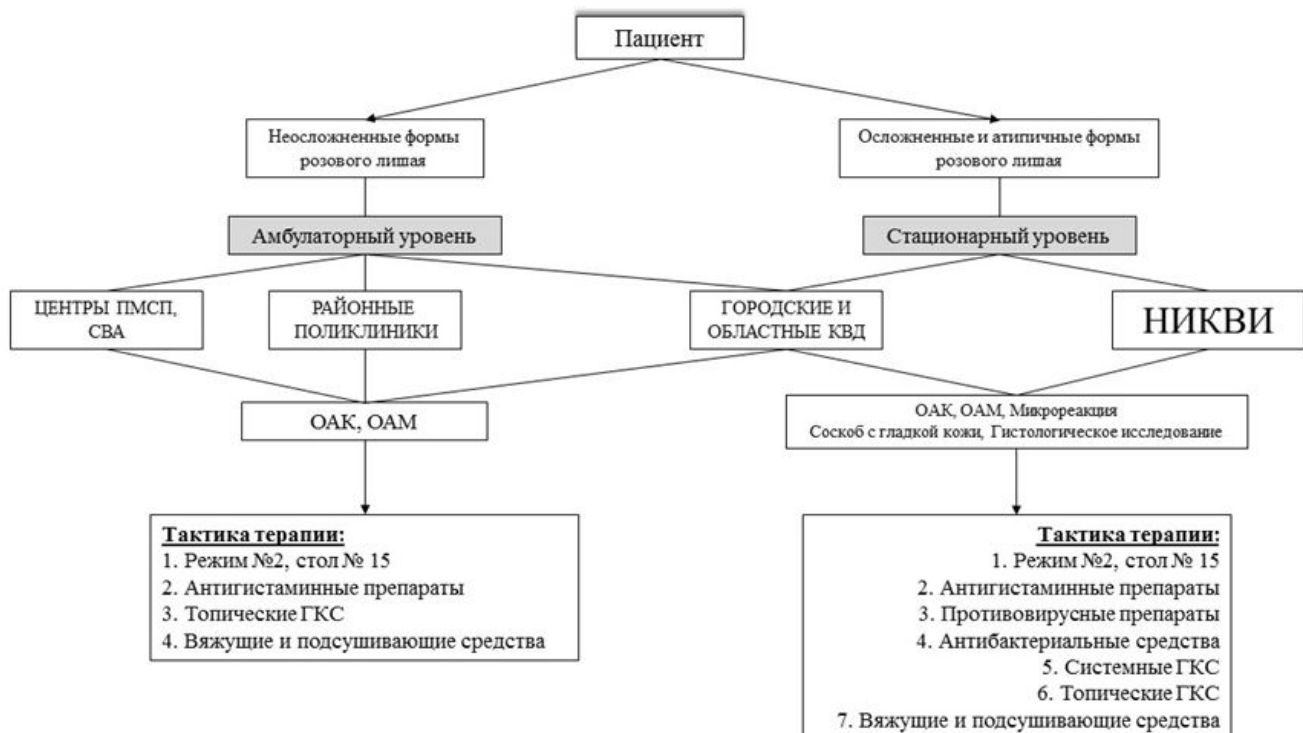 Пациент
Неосложненные формы
розового лишая
Осложненные и атипичные формы
розового лишая
Амбулаторный уровень
Стационарный уровень
ЦЕНТРЫ ПМСП,
СВА
РАЙОННЫЕ
ПОЛИКЛИНИКИ
ГОРОДСКИЕ И
ОБЛАСТНЫЕ КВД
НИКВИ
ОАК, ОАМ
ОАК, ОАМ, Микрореакция
Соскоб с гладкой кожи, Гистологическое исследование
Тактика терапии:
1. Режим №2, стол № 15
2. Антигистаминные препараты
3. Топические ГКС
4. Вяжущие и подсушивающие средства
Тактика терапии:
1. Режим №2, стол № 15
2. Антигистаминные препараты
3. Противовирусные препараты
4. Антибактериальные средства
5. Системные ГКС
6. Топические ГКС
7. Вяжущие и подсушивающие средства